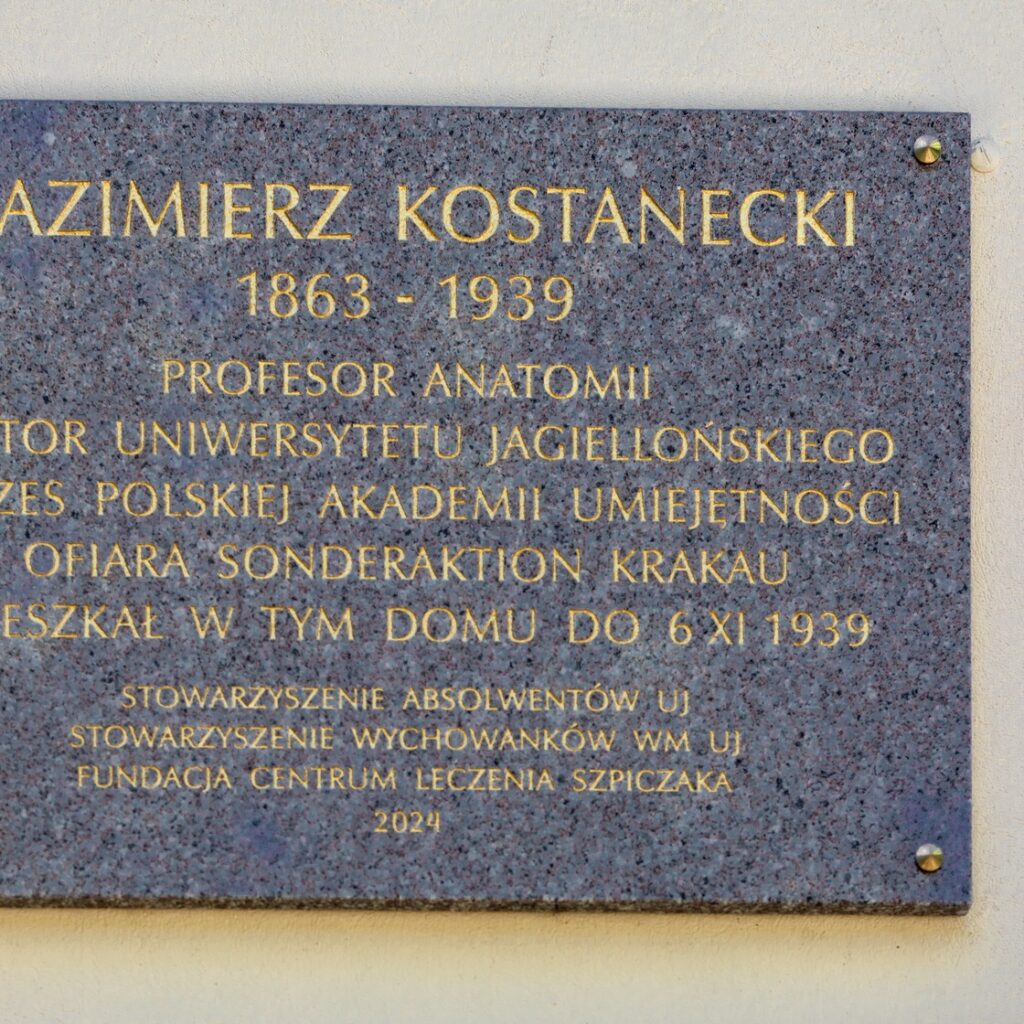 AZIMIERZ KOSTANECKI
1863 - 1939
PROFESOR ANATOMII
TOR UNIWERSYTETU JAGIELLOŃSKIEGO
ZES POLSKIEJ AKADEMII UMIEJĘTNOŚCI
OFIARA SONDERAKTION KRAKAU
ESZKAŁ W TYM DOMU DO 6 XI 1939
STOWARZYSZENIE ABSOLWENTÓW UJ
STOWARZYSZENIE WYCHOWANKÓW WM UJ
FUNDACJA CENTRUM LECZENIA SZPICZAKA
2024